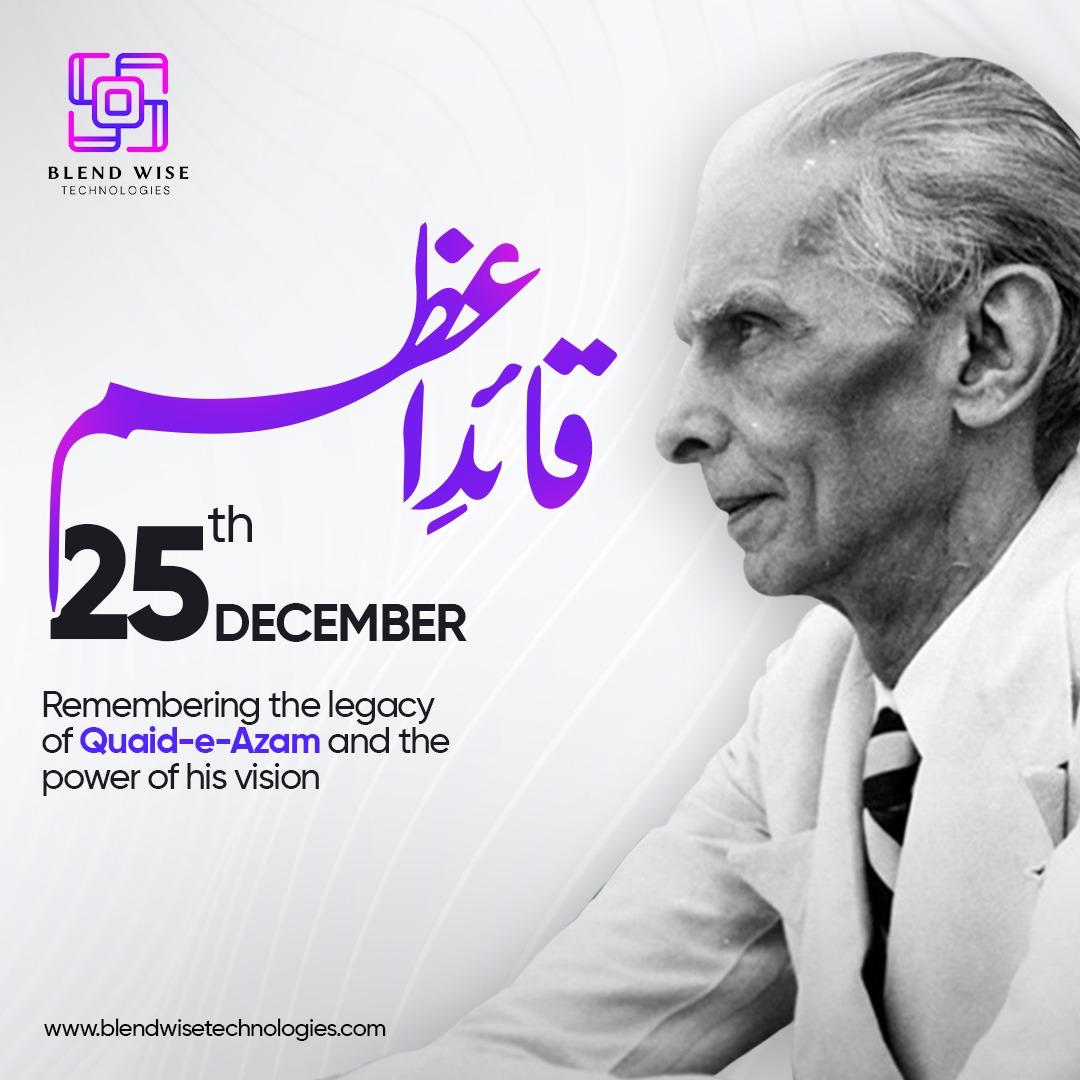 BLEND WISE
TECHNOLOGIES
قائدِاعظم
25th DECEMBER
Remembering the legacy
of Quaid-e-Azam and the
power of his vision
www.blendwisetechnologies.com